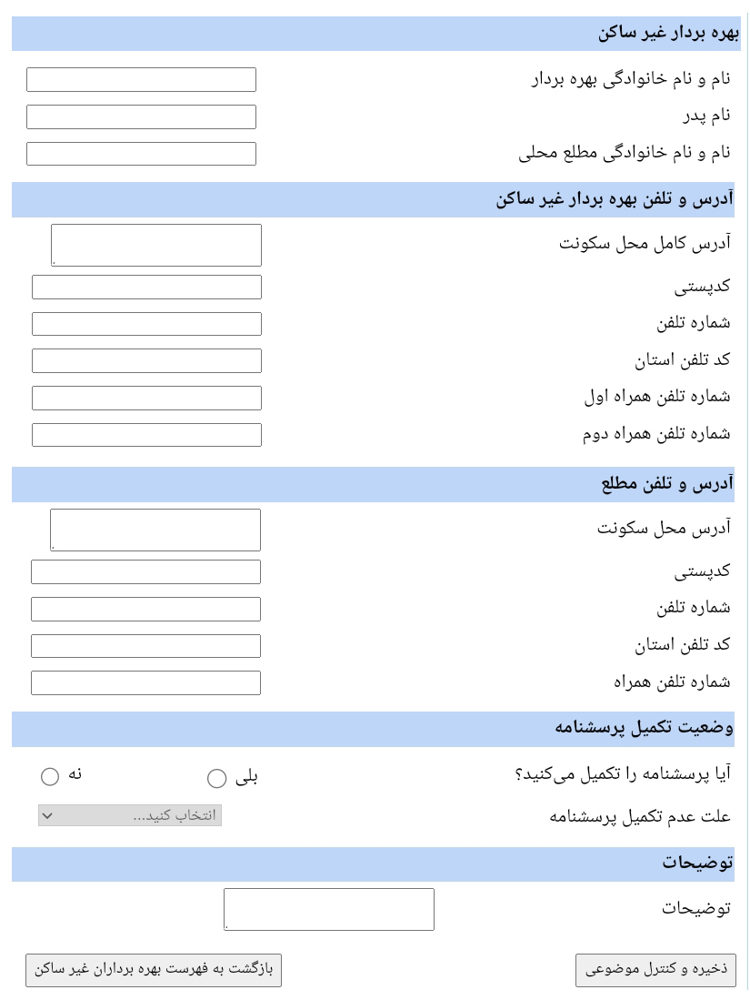 بهره بردار غیر ساکن
نام و نام خانوادگی بهره بردار
نام پدر
نام و نام خانوادگی مطلع محلی
آدرس و تلفن بهره بردار غیر ساکن
آدرس کامل محل سکونت
کدپستی
شماره تلفن
کد تلفن استان
شماره تلفن همراه اول
شماره تلفن همراه دوم
آدرس و تلفن مطلع
آدرس محل سکونت
کدپستی
شماره تلفن
کد تلفن استان
شماره تلفن همراه
وضعیت تکمیل پرسشنامه
آیا پرسشنامه را تکمیل می‌کنید؟ بلی نه
علت عدم تکمیل پرسشنامه انتخاب کنید...
توضیحات
توضیحات
ذخیره و کنترل موضوعی بازگشت به فهرست بهره برداران غیر ساکن